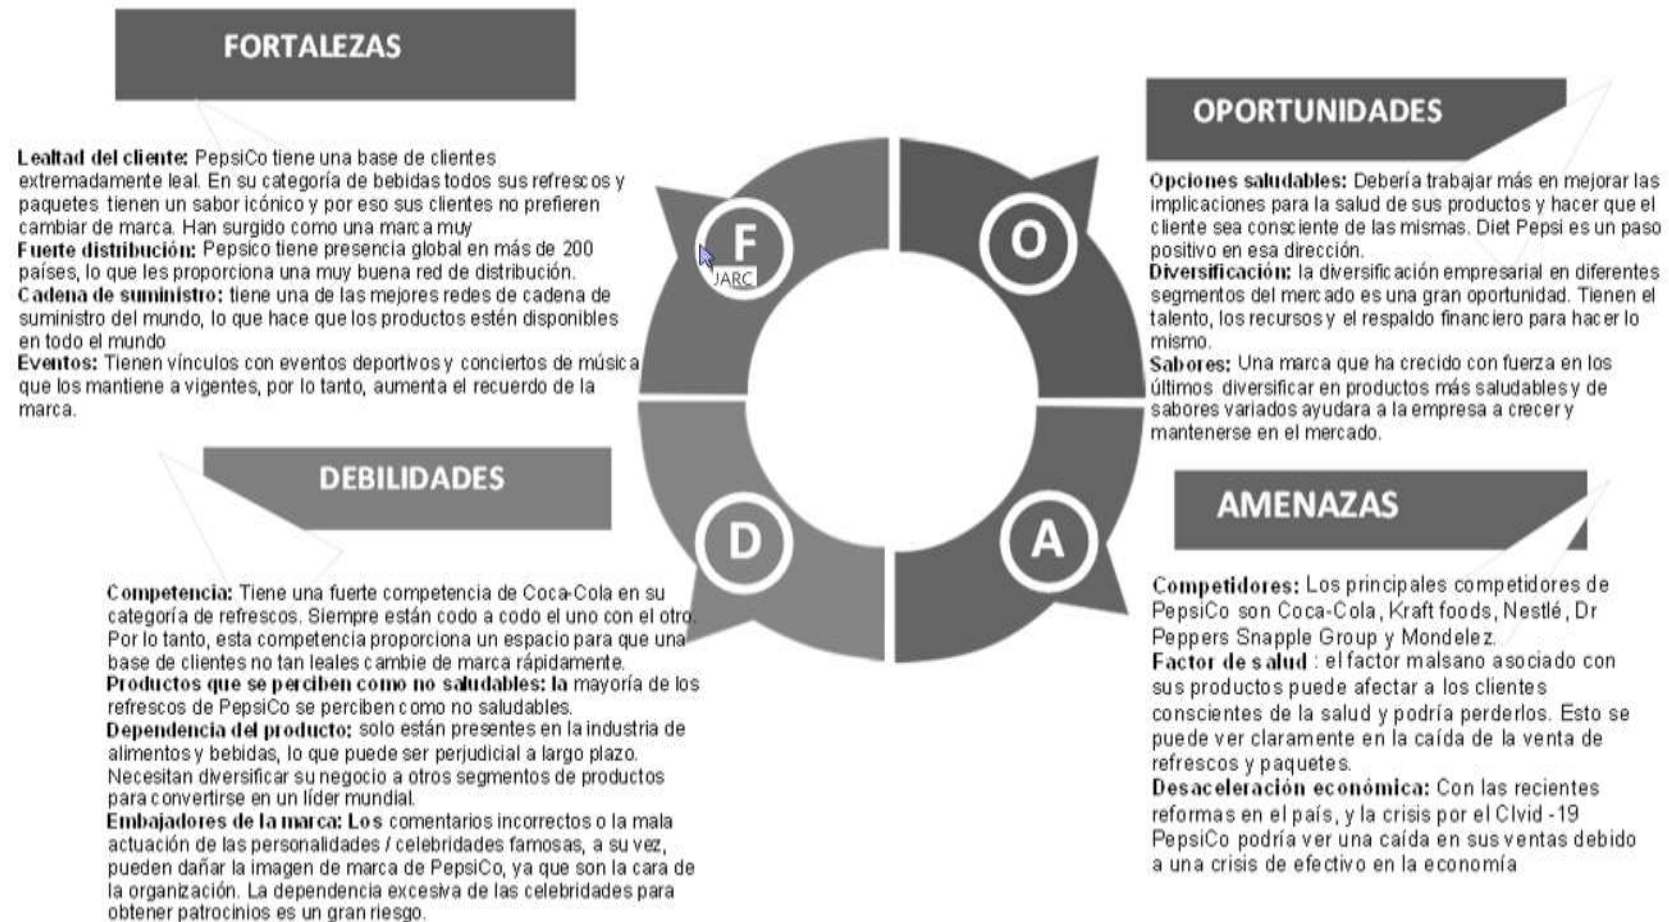 FORTALEZAS
Lealtad del cliente: PepsiCo tiene una base de clientes
extremadamente leal. En su categoría de bebidas todos sus refrescos y
paquetes tienen un sabor icónico y por eso sus clientes no prefieren
cambiar de marca. Han surgido como una marca muy
Fuerte distribución: Pepsico tiene presencia global en más de 200
países, lo que les proporciona una muy buena red de distribución.
Cadena de suministro: tiene una de las mejores redes de cadena de
suministro del mundo, lo que hace que los productos estén disponibles
en todo el mundo
Eventos: Tienen vínculos con eventos deportivos y conciertos de música
que los mantiene a vigentes, por lo tanto, aumenta el recuerdo de la
marca.
F
JARC
O
OPORTUNIDADES
Opciones saludables: Debería trabajar más en mejorar las
implicaciones para la salud de sus productos y hacer que el
cliente sea consciente de las mismas. Diet Pepsi es un paso
positivo en esa dirección.
Diversificación: la diversificación empresarial en diferentes
segmentos del mercado es una gran oportunidad. Tienen el
talento, los recursos y el respaldo financiero para hacer lo
mismo.
Sabores: Una marca que ha crecido con fuerza en los
últimos diversificar en productos más saludables y de
sabores variados ayudara a la empresa a crecer y
mantenerse en el mercado.
DEBILIDADES
Competencia: Tiene una fuerte competencia de Coca-Cola en su
categoría de refrescos. Siempre están codo a codo el uno con el otro.
Por lo tanto, esta competencia proporciona un espacio para que una
base de clientes no tan leales cambie de marca rápidamente.
Productos que se perciben como no saludables: la mayoría de los
refrescos de PepsiCo se perciben como no saludables.
Dependencia del producto: solo están presentes en la industria de
alimentos y bebidas, lo que puede ser perjudicial a largo plazo.
Necesitan diversificar su negocio a otros segmentos de productos
para convertirse en un líder mundial.
Embajadores de la marca: Los comentarios incorrectos o la mala
actuación de las personalidades / celebridades famosas, a su vez,
pueden dañar la imagen de marca de PepsiCo, ya que son la cara de
la organización. La dependencia excesiva de las celebridades para
obtener patrocinios es un gran riesgo.
D
A
AMENAZAS
Competidores: Los principales competidores de
PepsiCo son Coca-Cola, Kraft foods, Nestlé, Dr
Peppers Snapple Group y Mondelez.
Factor de salud : el factor malsano asociado con
sus productos puede afectar a los clientes
conscientes de la salud y podría perderlos. Esto se
puede ver claramente en la caída de la venta de
refrescos y paquetes.
Desaceleración económica: Con las recientes
reformas en el país, y la crisis por el CIvid -19
PepsiCo podría ver una caída en sus ventas debido
a una crisis de efectivo en la economía